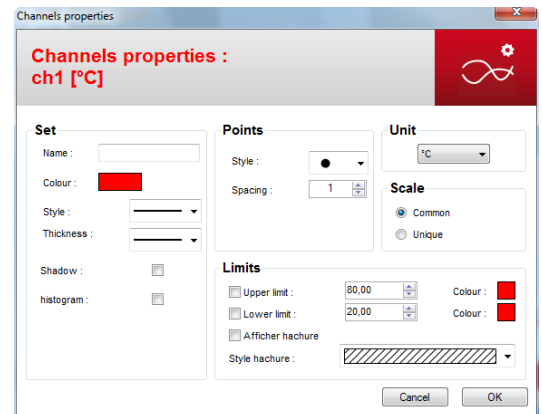 Channels properties
Channels properties :
ch1 [°C]
Set
Name :
Colour :
Style :
Thickness :
Shadow :
histogram :
Points
Style :
Spacing :
1
Unit
°C
Scale
Common
Unique
Limits
Upper limit :
80,00
Colour :
Lower limit :
20,00
Colour :
Afficher hachure
Style hachure :
Cancel
OK